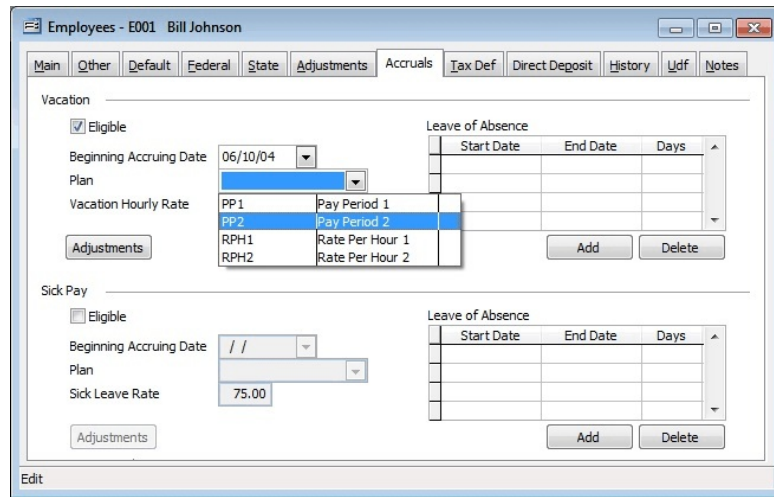 Employees - E001 Bill Johnson
Main Other Default Federal State Adjustments Accruals Tax Def Direct Deposit History Udf Notes
Vacation
Eligible
Leave of Absence
Start Date End Date Days
Beginning Accruing Date 06/10/04
Plan
Vacation Hourly Rate
PP1 Pay Period 1
PP2 Pay Period 2
RPH1 Rate Per Hour 1
RPH2 Rate Per Hour 2
Adjustments
Add Delete
Sick Pay
Eligible
Leave of Absence
Start Date End Date Days
Beginning Accruing Date / /
Plan
Sick Leave Rate 75.00
Adjustments
Add Delete
Edit